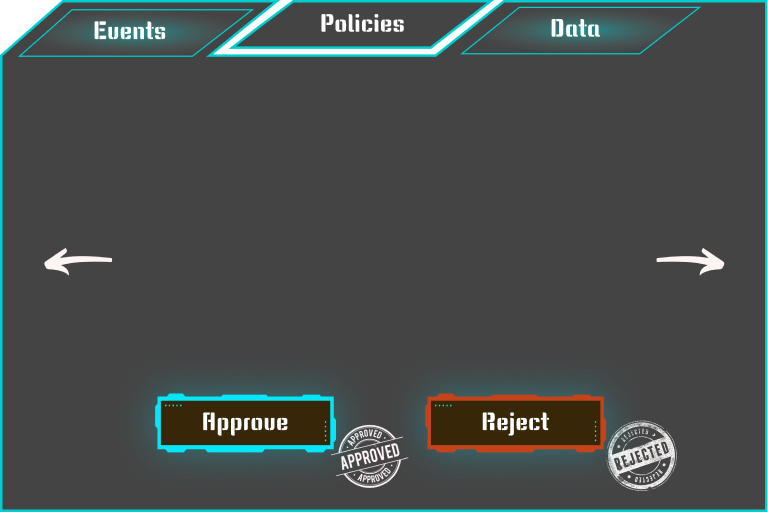 Events
Policies
Data
Approve
Reject
APPROVED
APPROVED
APPROVED
REJECTED
REJECTED
REJECTED